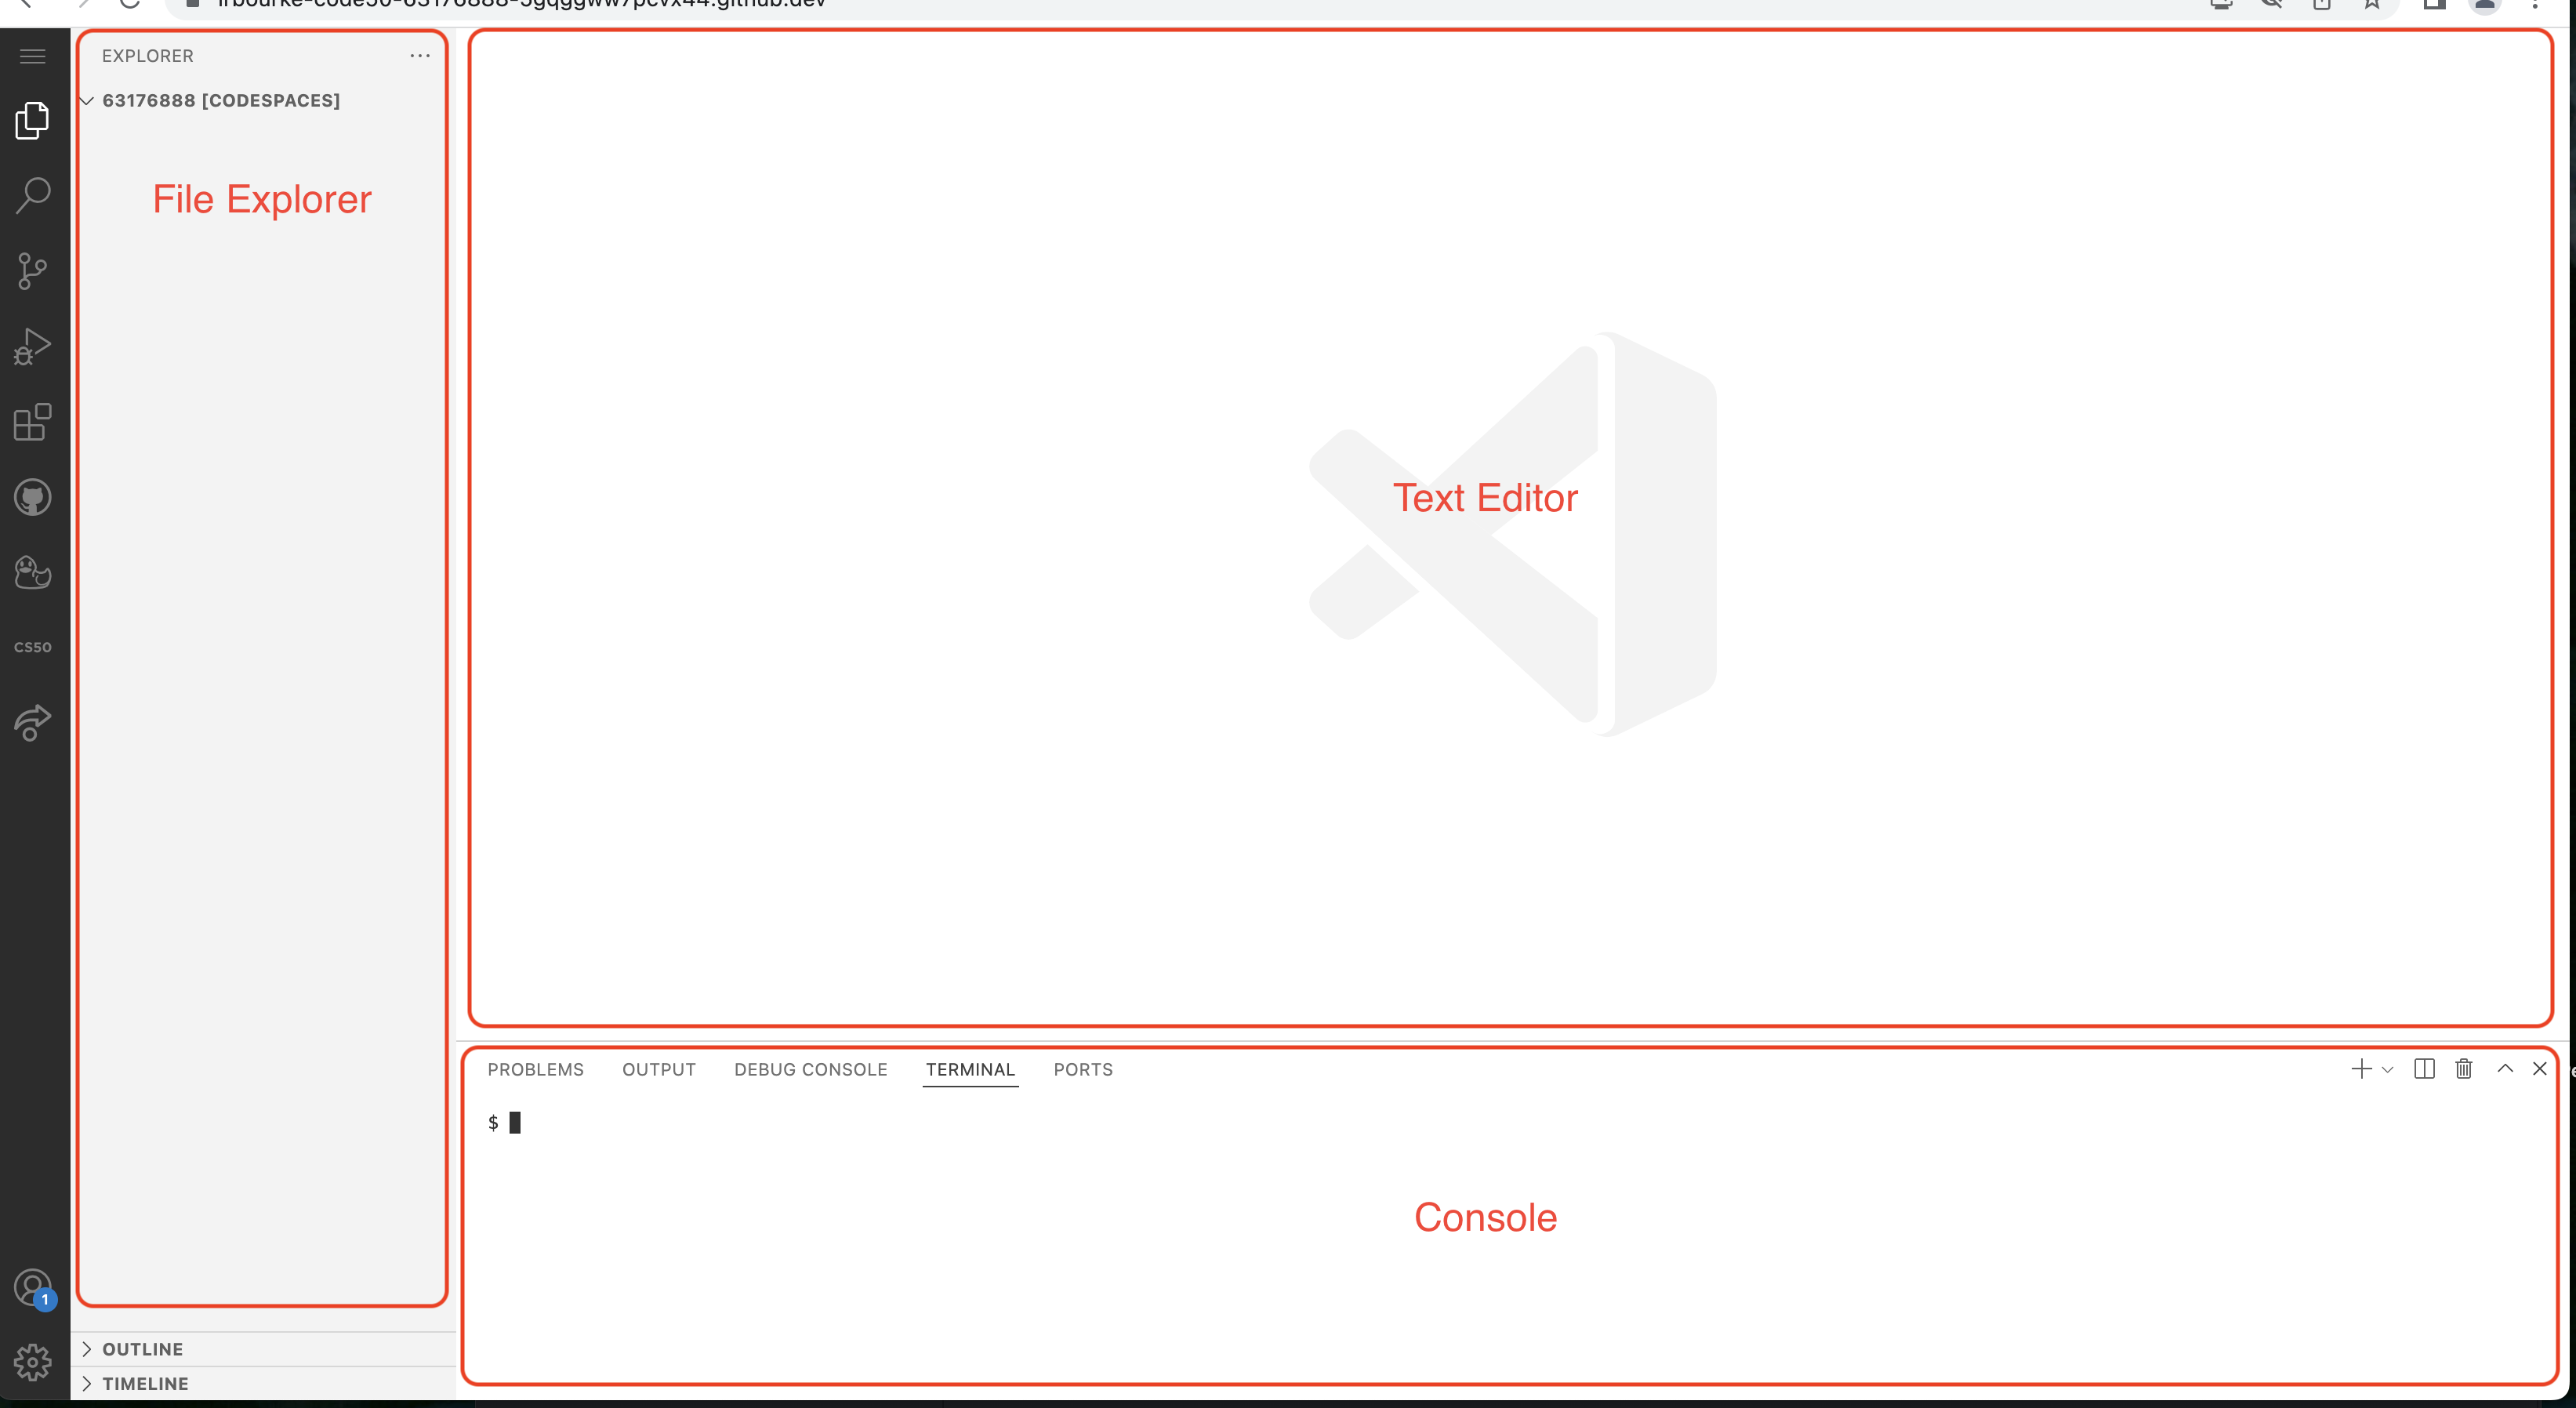 EXPLORER
63176888 [CODESPACES]
File Explorer
Text Editor
CS50
PROBLEMS OUTPUT DEBUG CONSOLE TERMINAL PORTS
$
Console
1
OUTLINE
TIMELINE